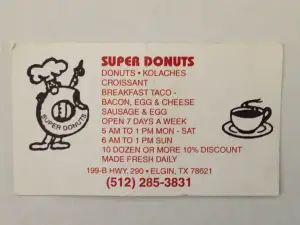 SUPER DONUTS
DONUTS • KOLACHES
CROISSANT
BREAKFAST TACO -
BACON, EGG & CHEESE
SAUSAGE & EGG
OPEN 7 DAYS A WEEK
5 AM TO 1 PM MON - SAT
6 AM TO 1 PM SUN
10 DOZEN OR MORE 10% DISCOUNT
MADE FRESH DAILY
199-B HWY. 290 • ELGIN, TX 78621
(512) 285-3831
SUPER DONUTS